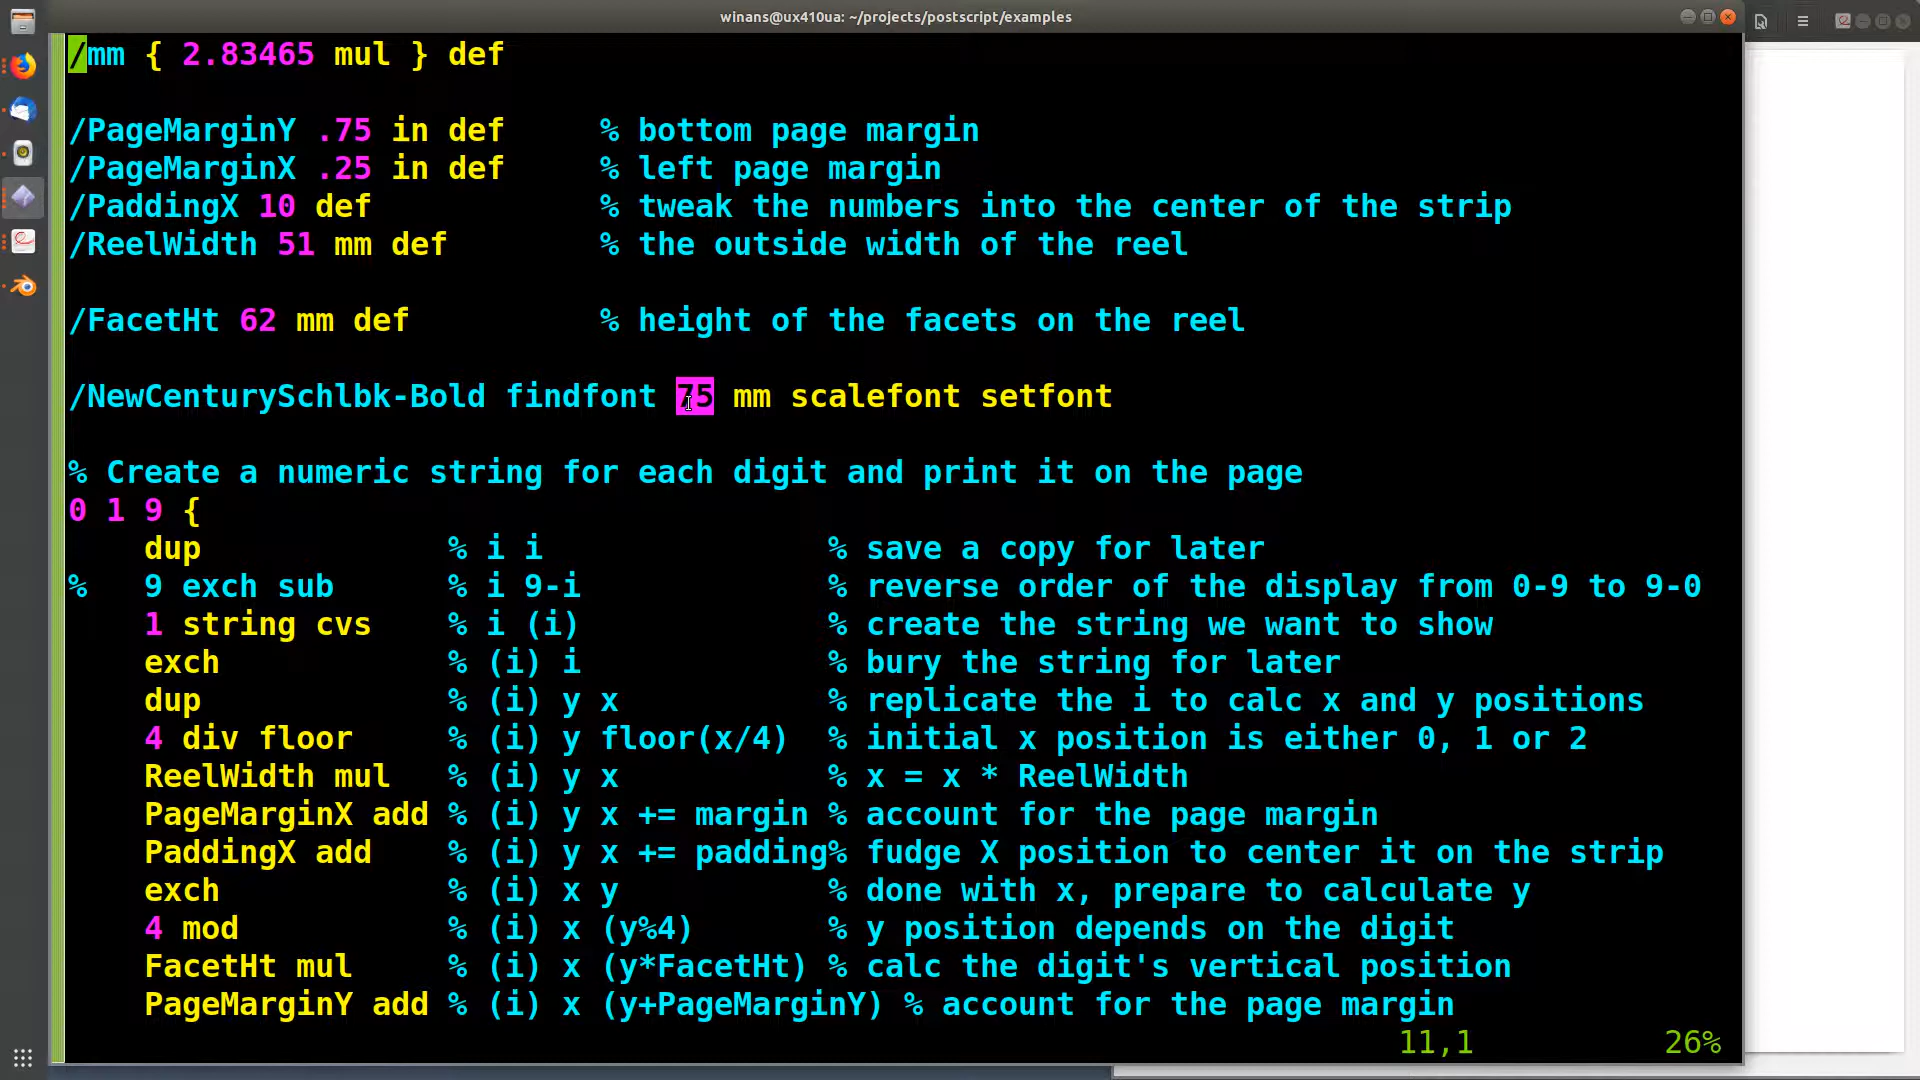 winans@ux410ua: ~/projects/postscript/examples
/mm { 2.83465 mul } def
/PageMarginY .75 in def     % bottom page margin
/PageMarginX .25 in def     % left page margin
/PaddingX 10 def            % tweak the numbers into the center of the strip
/ReelWidth 51 mm def        % the outside width of the reel
/FacetHt 62 mm def          % height of the facets on the reel
/NewCenturySchlbk-Bold findfont 75 mm scalefont setfont
% Create a numeric string for each digit and print it on the page
0 1 9 {
    dup             % i i               % save a copy for later
%   9 exch sub      % i 9-i             % reverse order of the display from 0-9 to 9-0
    1 string cvs    % i (i)             % create the string we want to show
    exch            % (i) i             % bury the string for later
    dup             % (i) y x           % replicate the i to calc x and y positions
    4 div floor     % (i) y floor(x/4)  % initial x position is either 0, 1 or 2
    ReelWidth mul   % (i) y x           % x = x * ReelWidth
    PageMarginX add % (i) y x += margin % account for the page margin
    PaddingX add    % (i) y x += padding% fudge X position to center it on the strip
    exch            % (i) x y           % done with x, prepare to calculate y
    4 mod           % (i) x (y%4)       % y position depends on the digit
    FacetHt mul     % (i) x (y*FacetHt) % calc the digit's vertical position
    PageMarginY add % (i) x (y+PageMarginY) % account for the page margin
11,1          26%